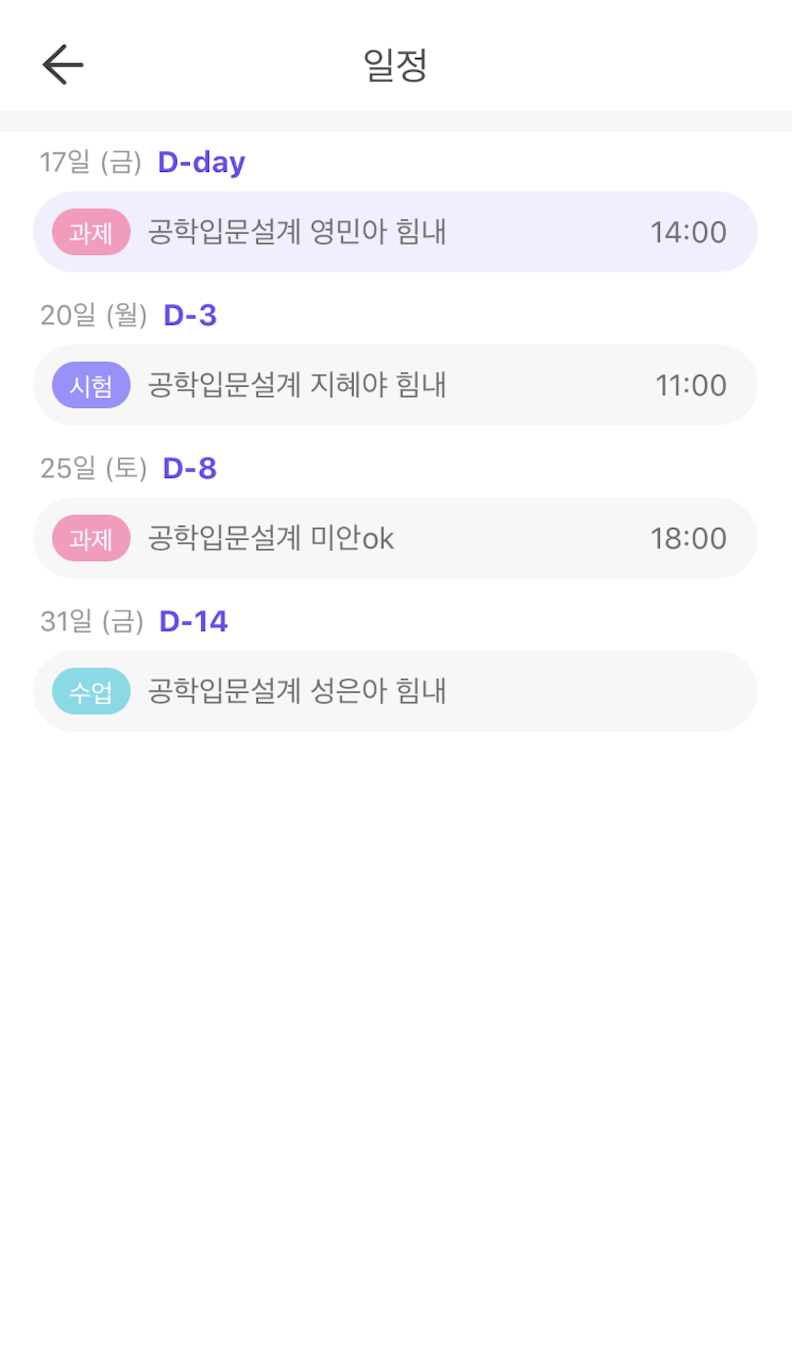 일정
17일 (금) D-day
과제 공학입문설계 영민아 힘내 14:00
20일 (월) D-3
시험 공학입문설계 지혜야 힘내 11:00
25일 (토) D-8
과제 공학입문설계 미안ok 18:00
31일 (금) D-14
수업 공학입문설계 성은아 힘내